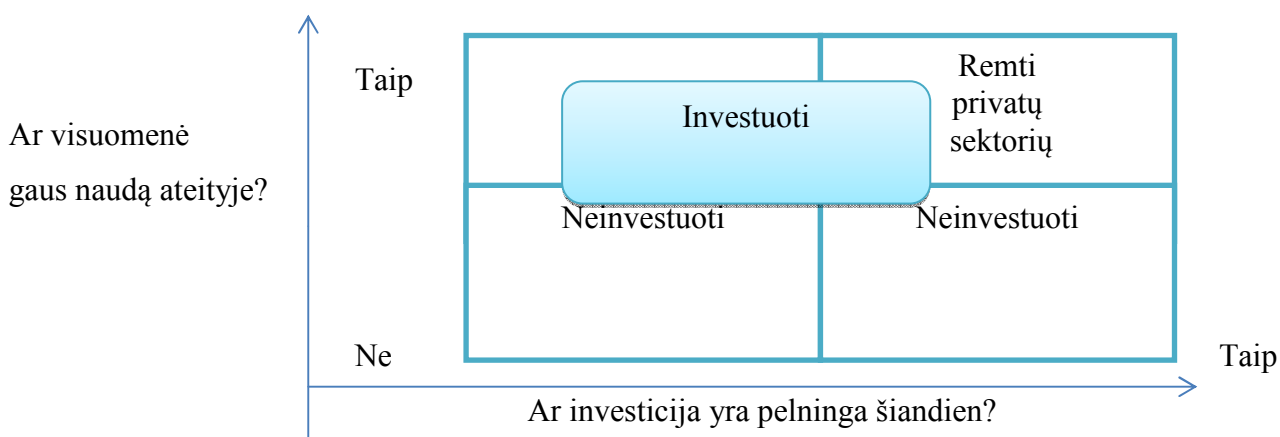 Ar visuomenė
gaus naudą ateityje?
Taip
Investuoti
Remti
privatų
sektorių
Neinvestuoti
Neinvestuoti
Ne
Taip
Ar investicija yra pelninga šiandien?